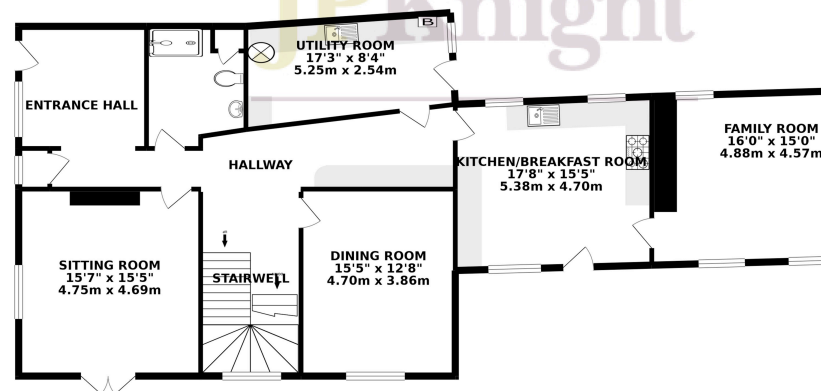 JPKnight
B
UTILITY ROOM
17'3" x 8'4"
5.25m x 2.54m
ENTRANCE HALL
FAMILY ROOM
16'0" x 15'0"
4.88m x 4.57m
HALLWAY
KITCHEN/BREAKFAST ROOM
17'8" x 15'5"
5.38m x 4.70m
SITTING ROOM
15'7" x 15'5"
4.75m x 4.69m
STAIRWELL
DINING ROOM
15'5" x 12'8"
4.70m x 3.86m